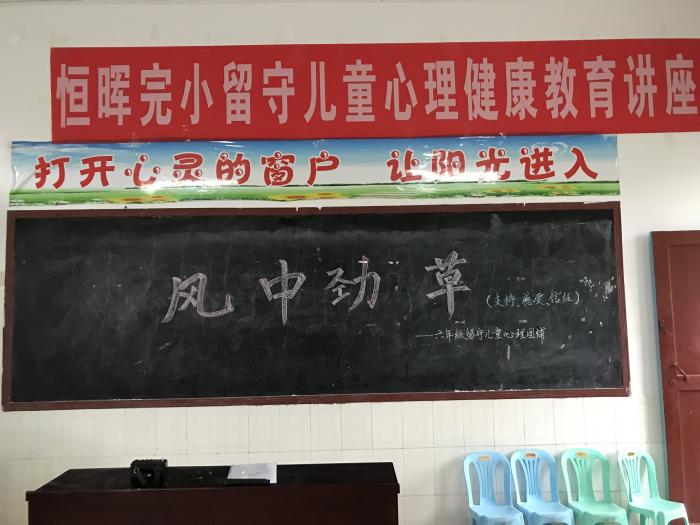 恒晖完小留守儿童心理健康教育讲座
打开心灵的窗户 让阳光进入
风中劲草
(支持、感受、信任)
——六年级留守儿童心理团辅